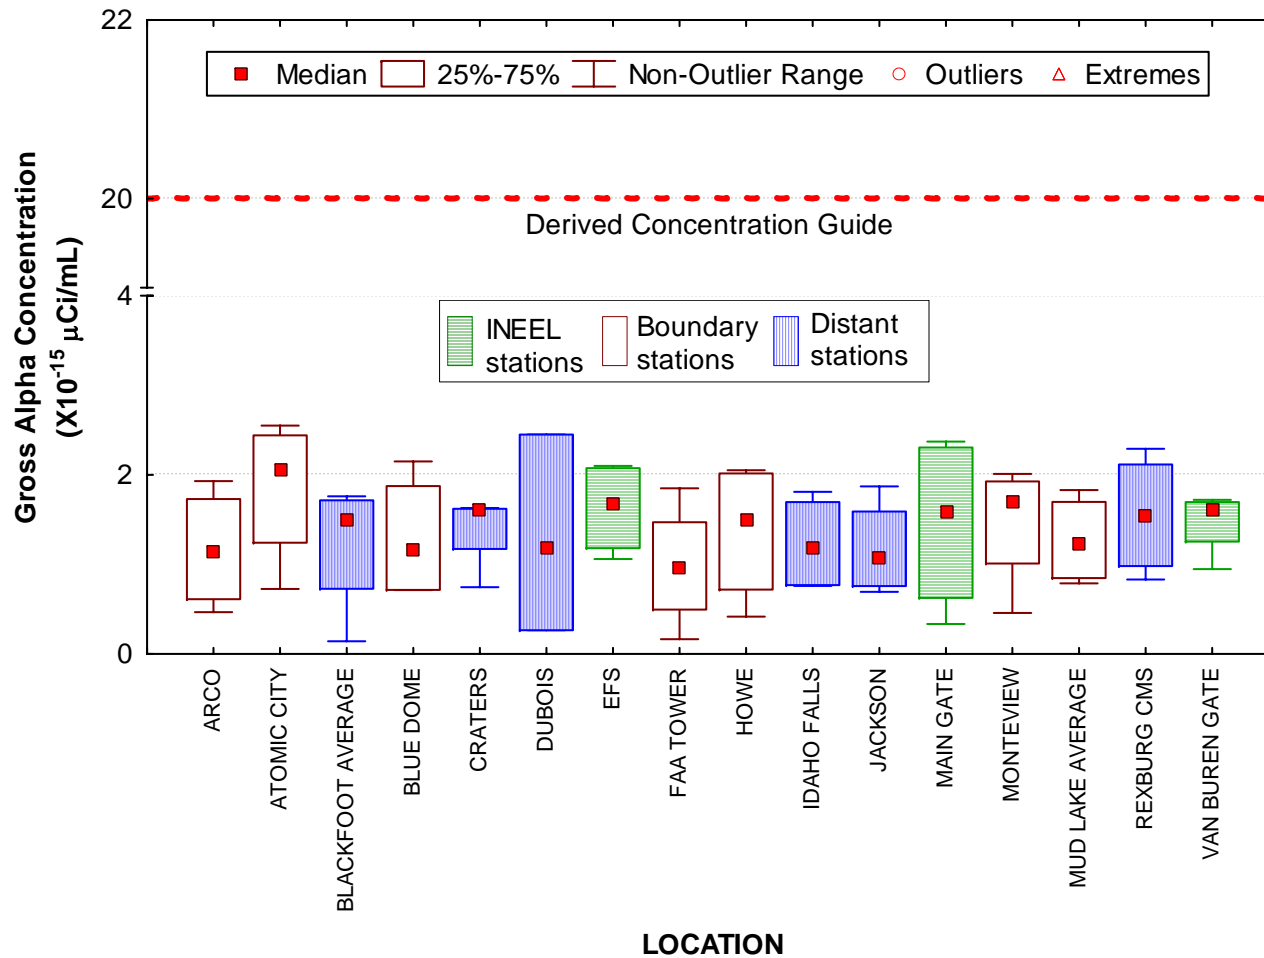 22
Median 25%-75% Non-Outlier Range Outliers Extremes
20
Derived Concentration Guide
4
INEEL stations
Boundary stations
Distant stations
2
0
Gross Alpha Concentration
(X10⁻¹⁵ µCi/mL)
ARCO
ATOMIC CITY
BLACKFOOT AVERAGE
BLUE DOME
CRATERS
DUBOIS
EFS
FAA TOWER
HOWE
IDAHO FALLS
JACKSON
MAIN GATE
MONTEVIEW
MUD LAKE AVERAGE
REXBURG CMS
VAN BUREN GATE
LOCATION